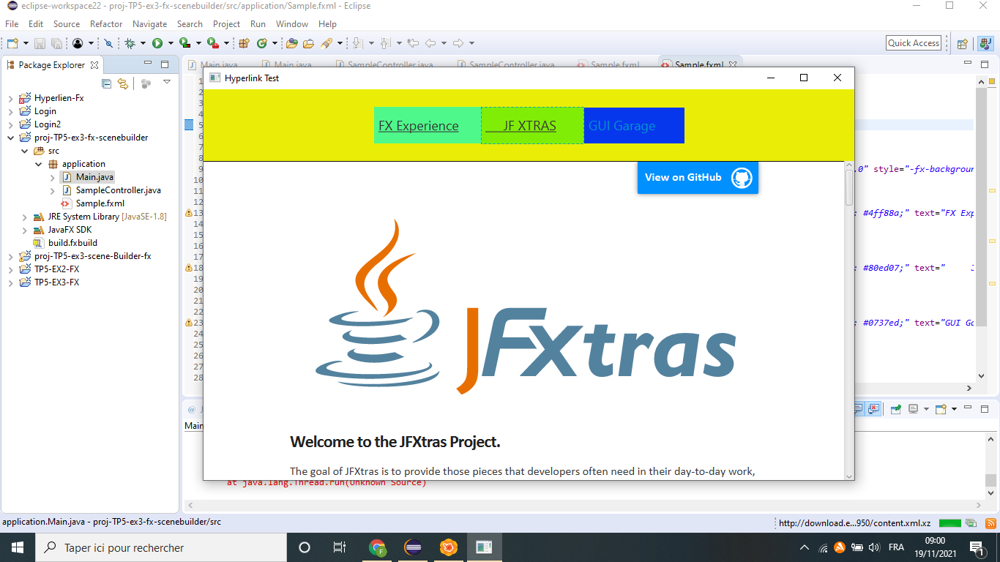 eclipse-workspace22 - proj-TP5-ex3-fx-scenebuilder/src/application/Sample.fxml - Eclipse
File Edit Source Refactor Navigate Search Project Run Window Help
Quick Access
Package Explorer
Main.java Main.java SampleController.java SampleController.java Sample.fxml Sample.fxml
Hyperlien-Fx
Login
Login2
proj-TP5-ex3-fx-scenebuilder
src
application
Main.java
SampleController.java
Sample.fxml
JRE System Library [JavaSE-1.8]
JavaFX SDK
build.fxbuild
proj-TP5-ex3-scene-Builder-fx
TP5-EX2-FX
TP5-EX3-FX
1
2
3
4
5
6
7
8
9
10
11
12
13
14
15
16
17
18
19
20
21
22
23
24
25
26
27
28
.0" style="-fx-backgroun
: #4ff88a;" text="FX Exp
: #80ed07;" text=" J
: #0737ed;" text="GUI Ga
Hyperlink Test
FX Experience JF XTRAS GUI Garage
View on GitHub
JFXtras
Welcome to the JFXtras Project.
The goal of JFXtras is to provide those pieces that developers often need in their day-to-day work,
@ J
Main
at java.lang.Thread.run(Unknown Source)
application.Main.java - proj-TP5-ex3-fx-scenebuilder/src
http://download.e...950/content.xml.xz
Taper ici pour rechercher
FRA
09:00
19/11/2021
1